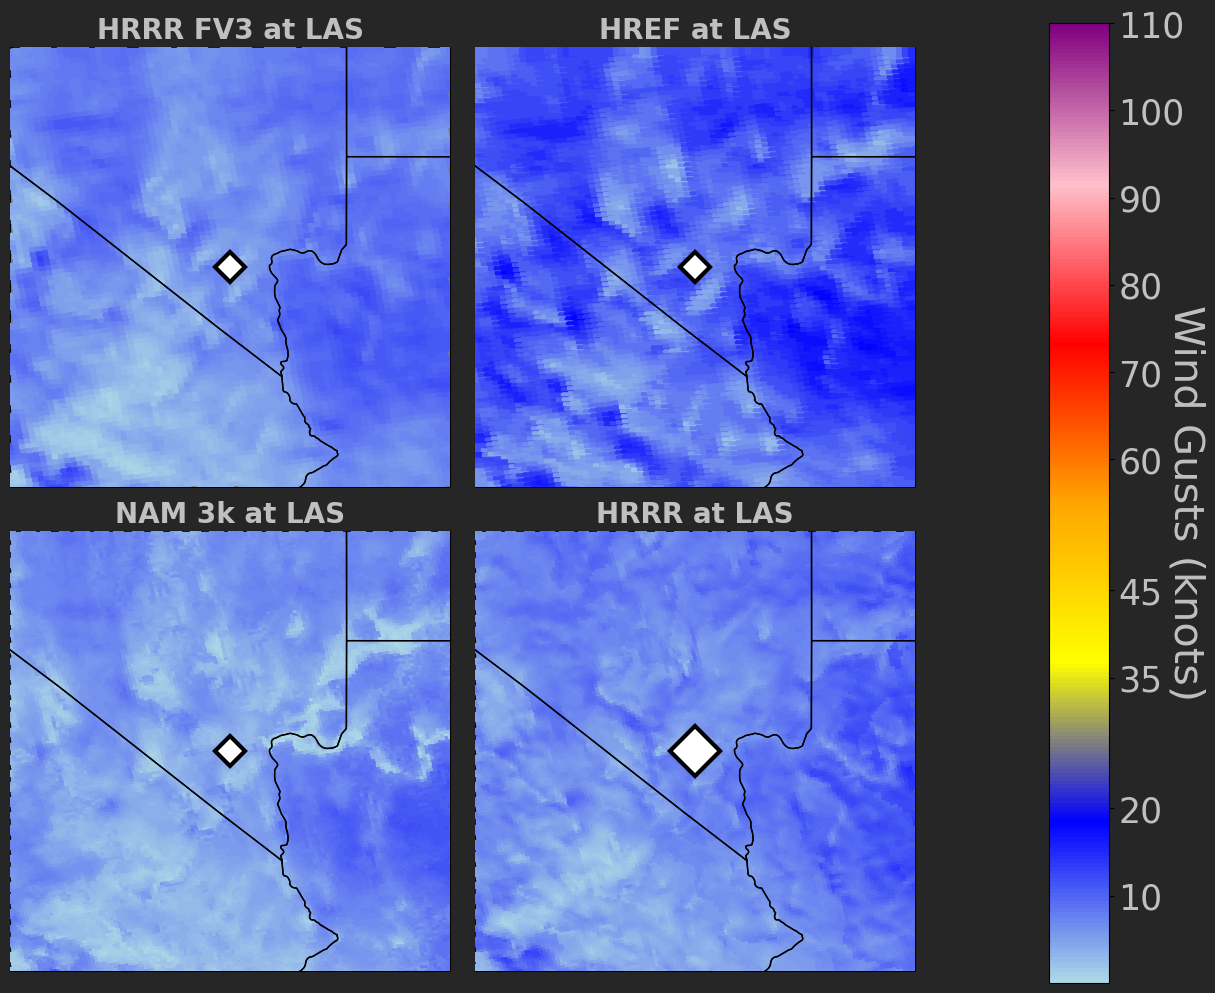 HRRR FV3 at LAS
HREF at LAS
NAM 3k at LAS
HRRR at LAS
110
100
90
80
70
60
45
35
20
10
Wind Gusts (knots)